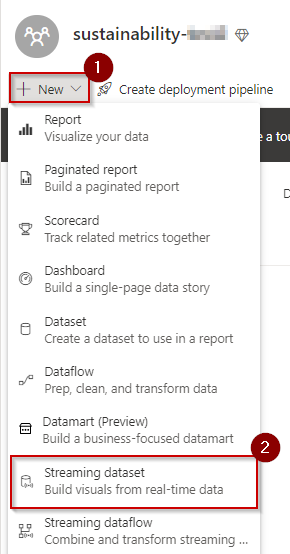 sustainability-
1
New
Create deployment pipeline
Report
Visualize your data
e a tou
Paginated report
Build a paginated report
D
Scorecard
Track related metrics together
Dashboard
Build a single-page data story
Dataset
Create a dataset to use in a report
Dataflow
Prep, clean, and transform data
Datamart (Preview)
Build a business-focused datamart
2
Streaming dataset
Build visuals from real-time data
Streaming dataflow
Combine and transform streaming ...